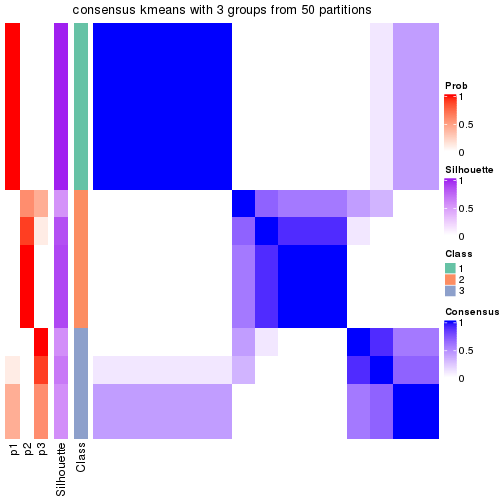 consensus kmeans with 3 groups from 50 partitions
Prob
1
0.5
0
Silhouette
1
0.5
0
Class
1
2
3
Consensus
1
0.5
0
p1
p2
p3
Silhouette
Class